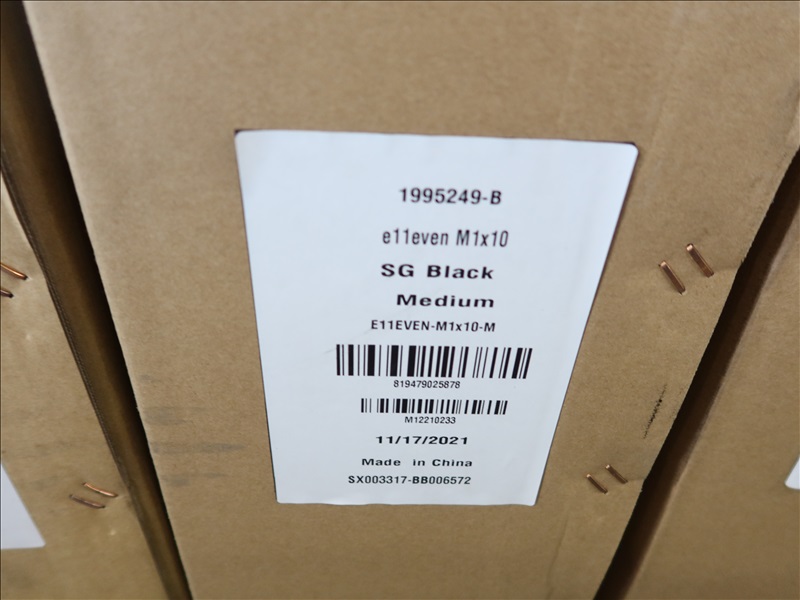 1995249-B
e11even M1x10
SG Black
Medium
E11EVEN-M1x10-M
819479025878
M12210233
11/17/2021
Made in China
SX003317-BB006572